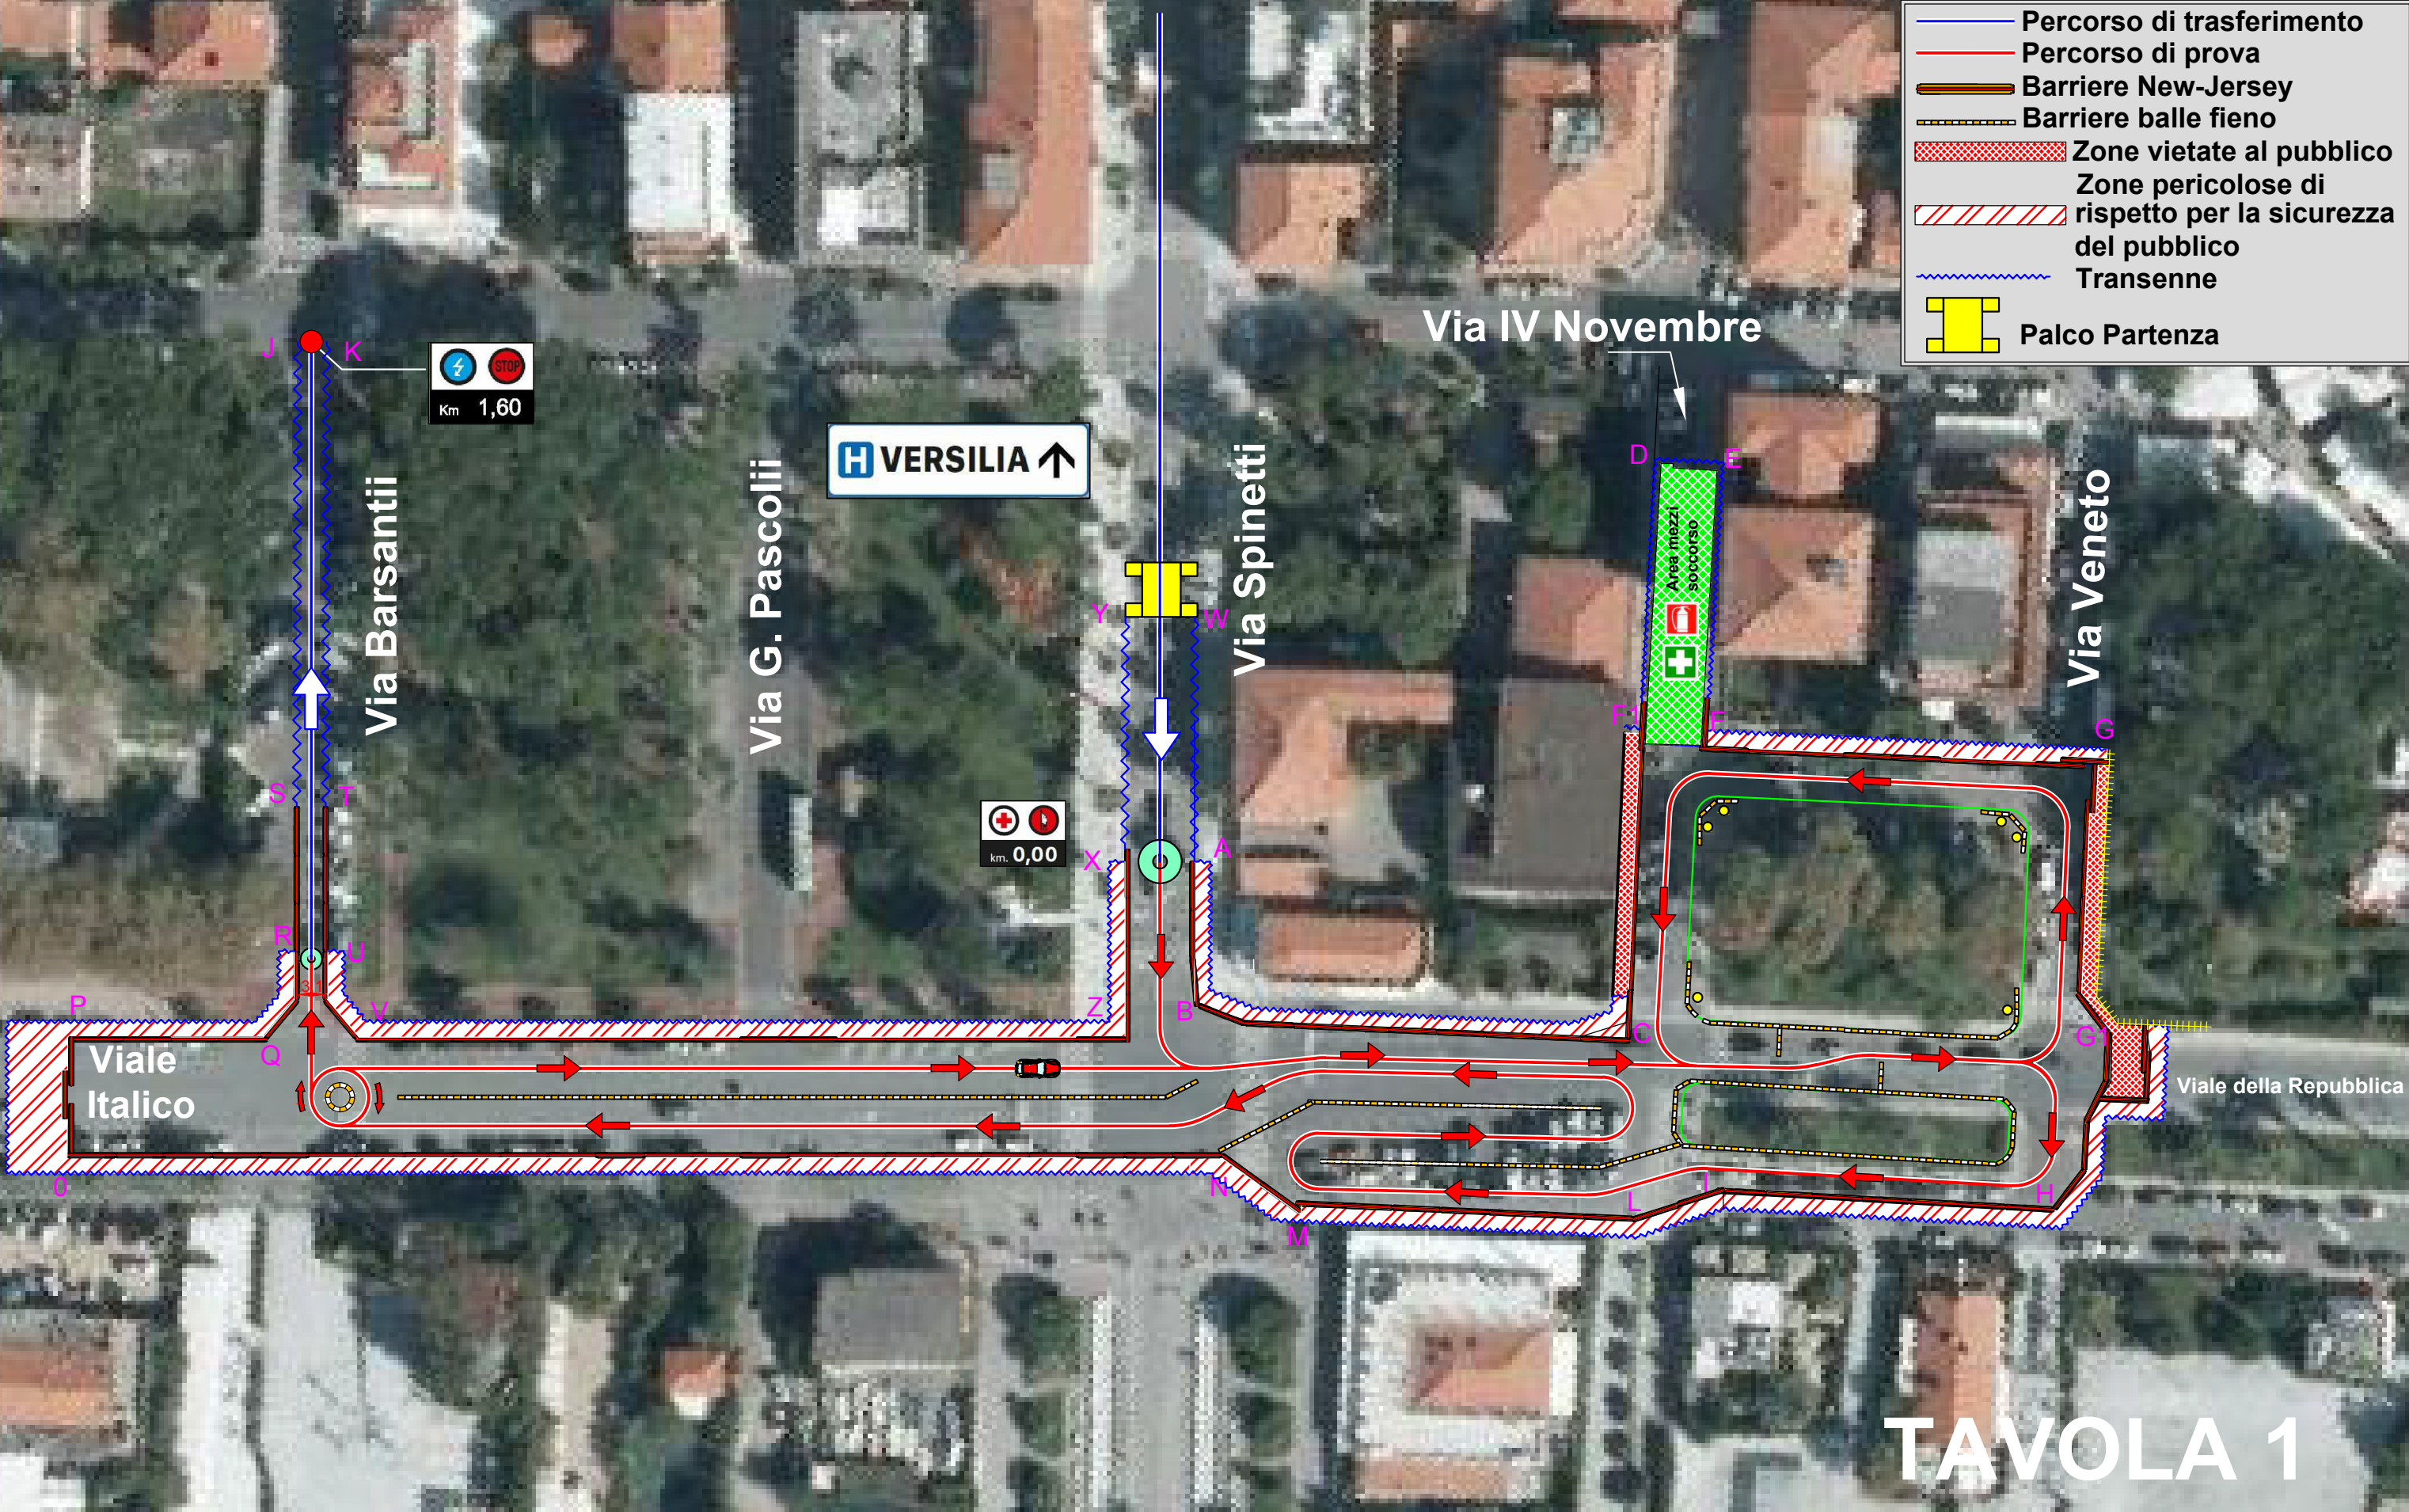 Percorso di trasferimento
Percorso di prova
Barriere New-Jersey
Barriere balle fieno
Zone vietate al pubblico
Zone pericolose di
rispetto per la sicurezza
del pubblico
Transenne
Palco Partenza
Via IV Novembre
J
K
STOP
Km 1,60
H VERSILIA
Via Barsantii
Via G. Pascolii
Via Spinetti
D
E
Area mezzi
soccorso
Via Veneto
Y
W
F1
F
G
S
T
X
A
km. 0,00
R
U
31
P
V
Z
B
C
G1
Q
Viale
Italico
Viale della Repubblica
0
N
M
L
I
H
TAVOLA 1